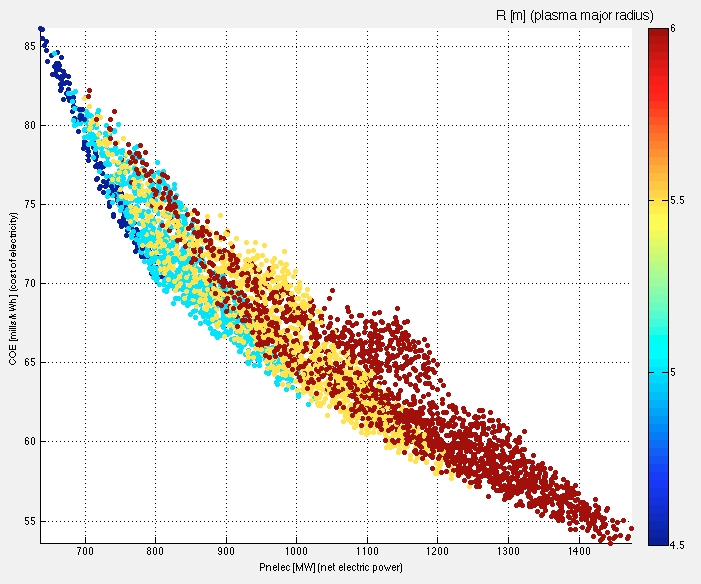 R [m] (plasma major radius)
6
5.5
5
4.5
COE [mills/kWh] (cost of electricity)
85
80
75
70
65
60
55
700 800 900 1000 1100 1200 1300 1400
Pnelec [MW] (net electric power)